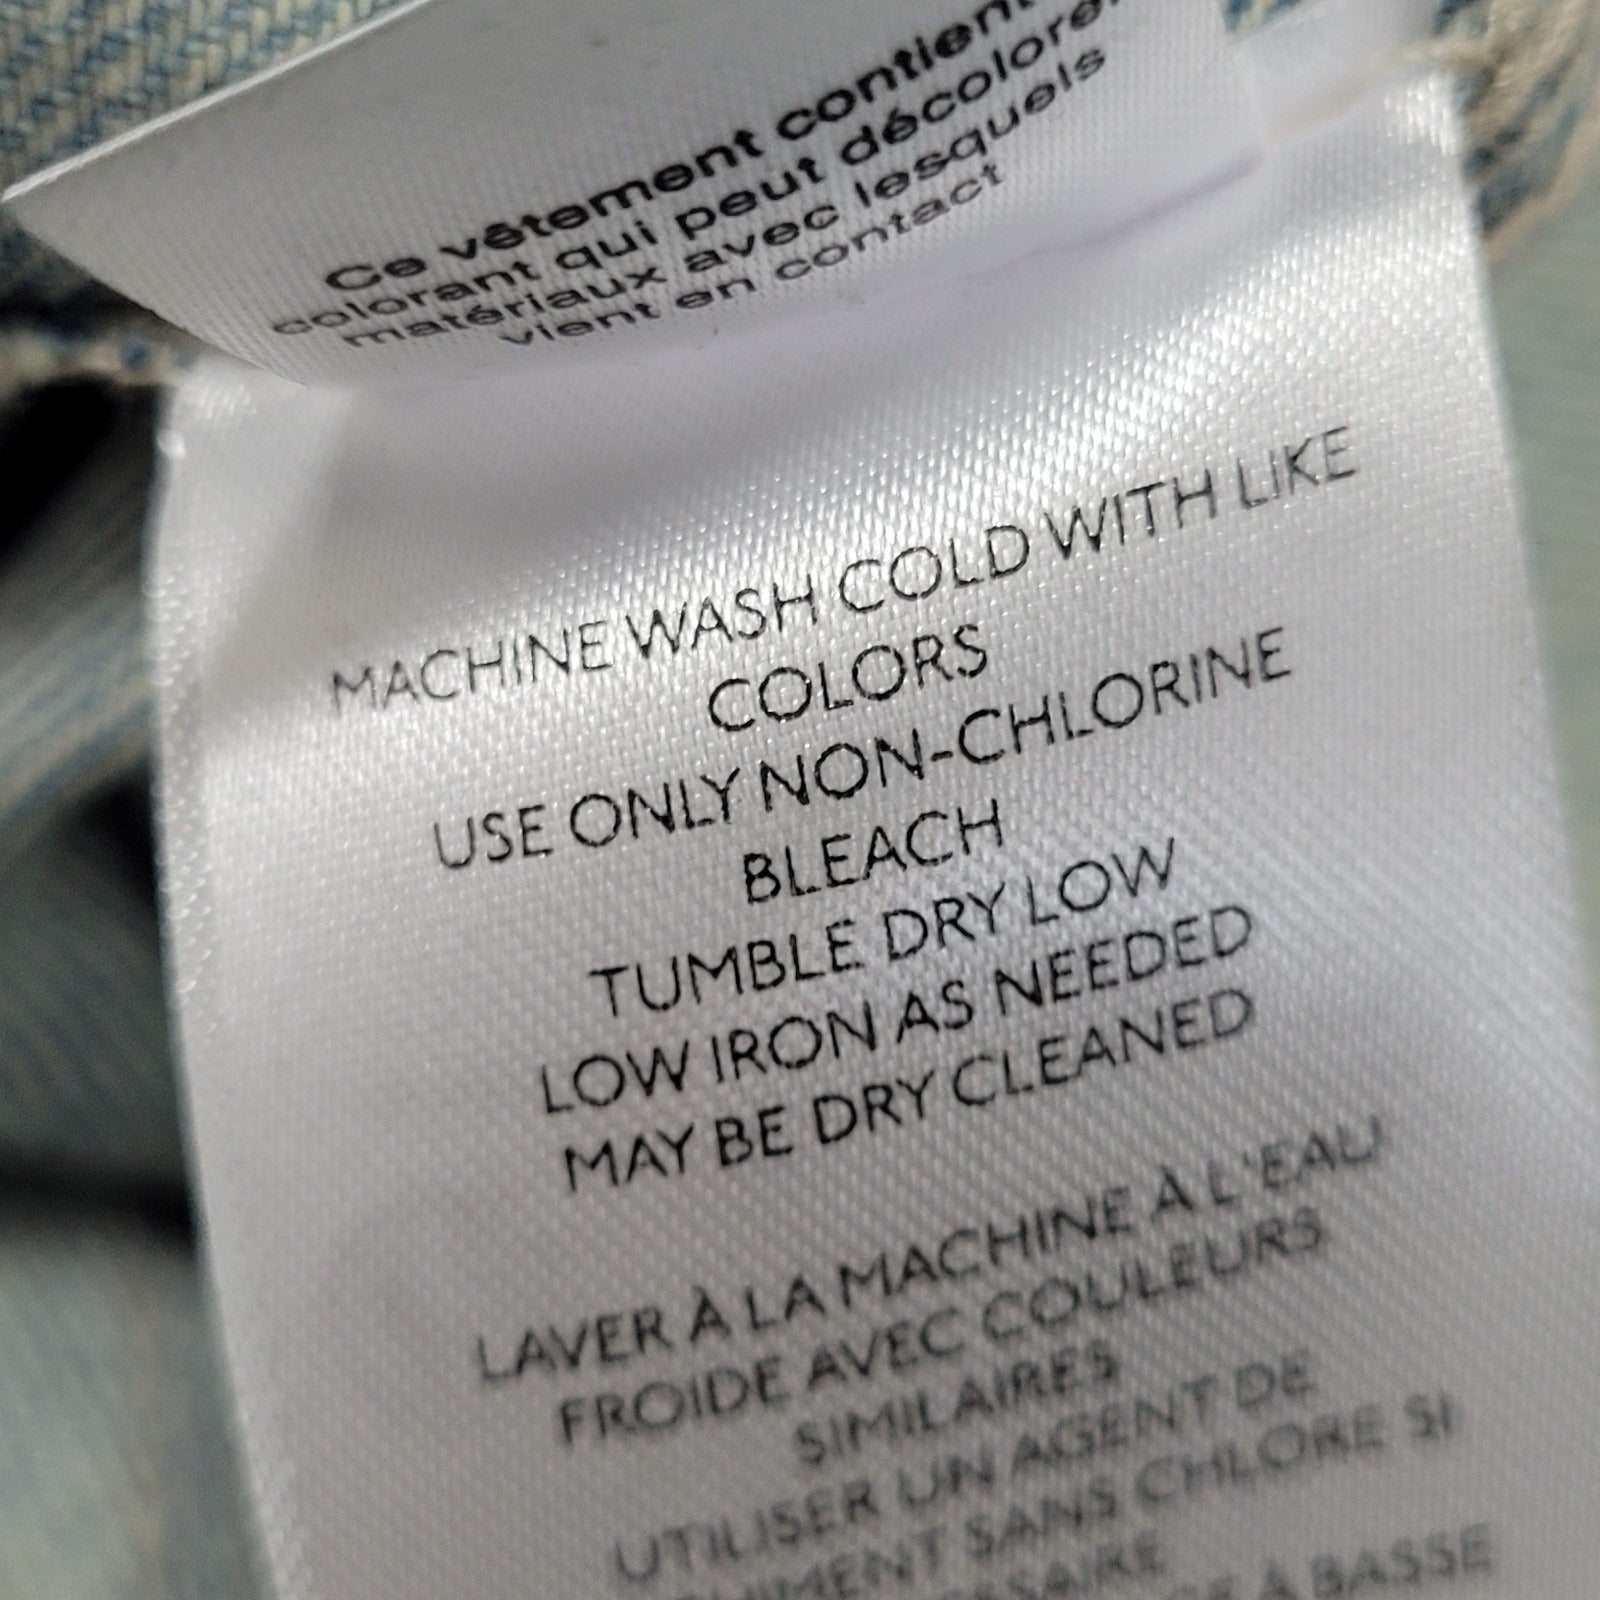 Ce vêtement contient
colorant qui peut décolorer
matériaux avec lesquels
vient en contact
MACHINE WASH COLD WITH LIKE
COLORS
USE ONLY NON-CHLORINE
BLEACH
TUMBLE DRY LOW
LOW IRON AS NEEDED
MAY BE DRY CLEANED
LAVER À LA MACHINE À L'EAU
FROIDE AVEC COULEURS
SIMILAIRES
UTILISER UN AGENT DE
SANS CHLORE SI
À BASSE